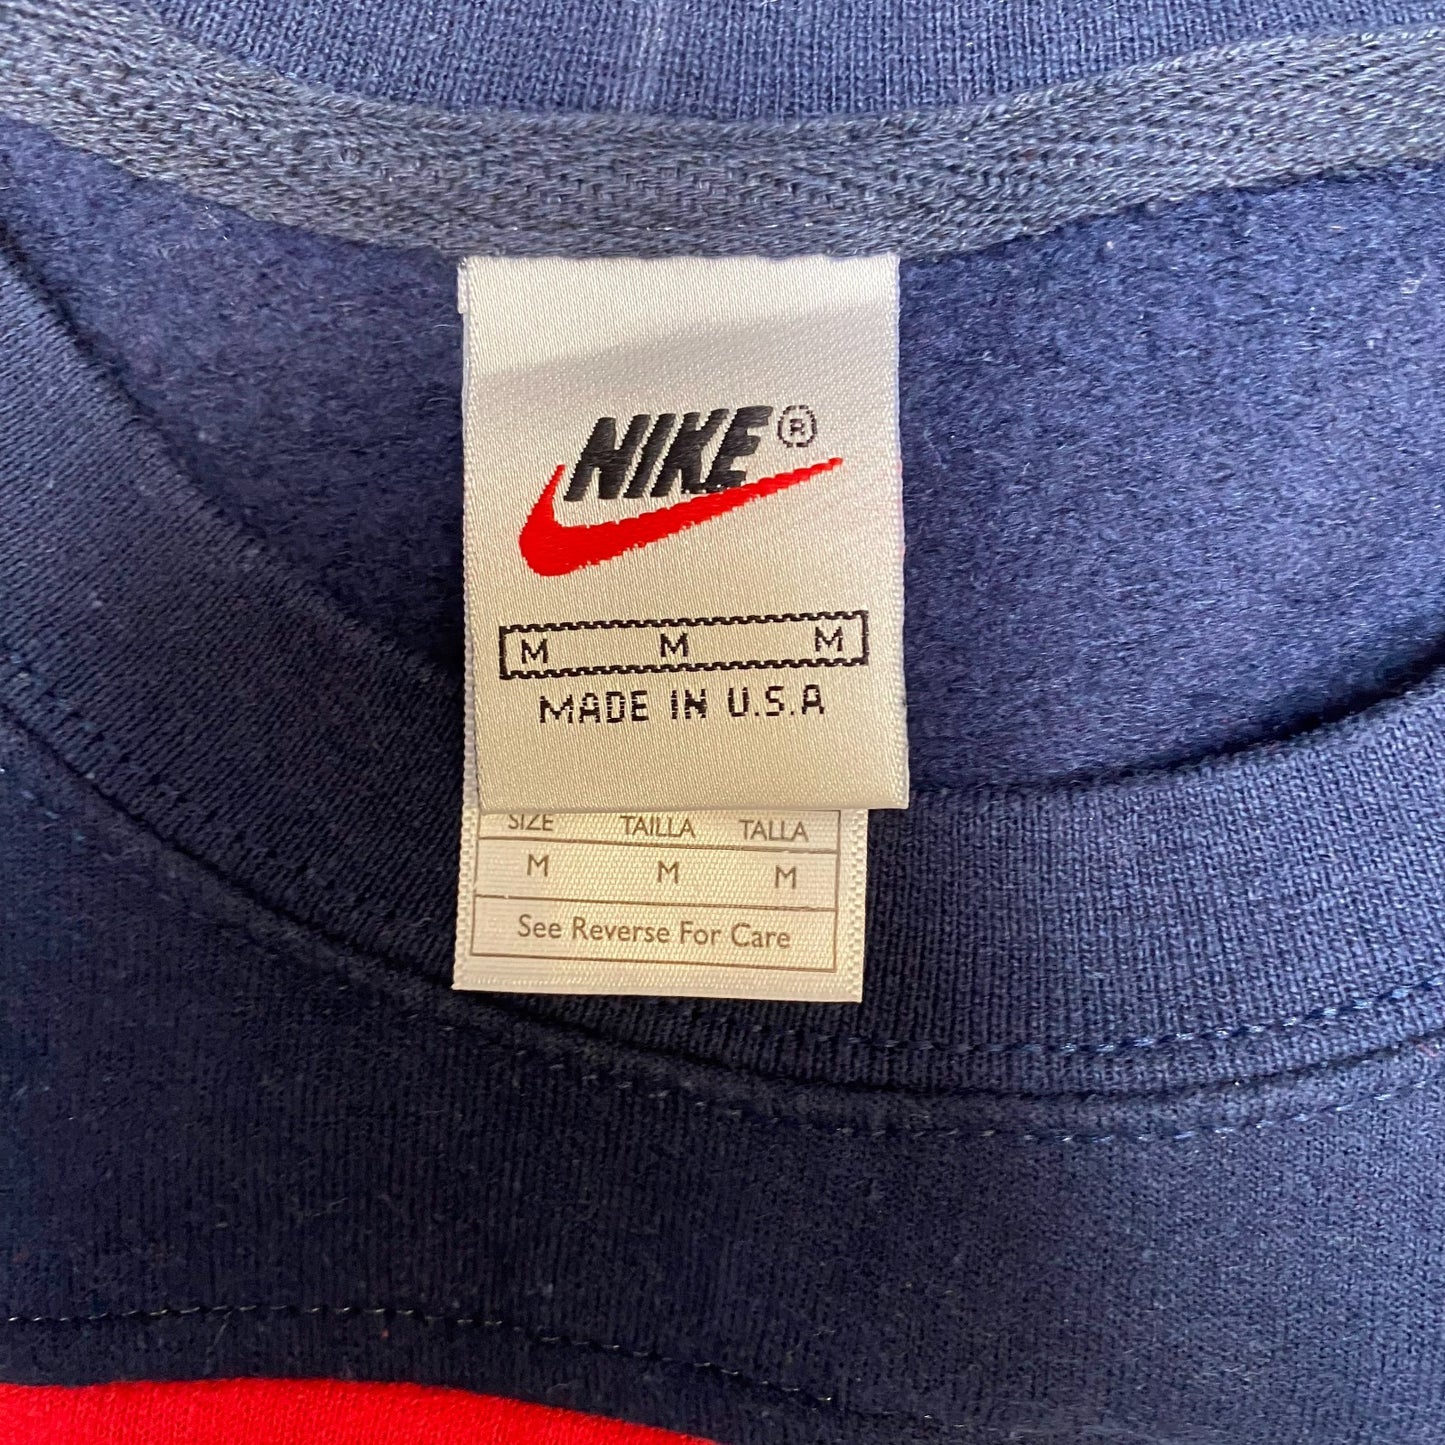 NIKE®
M M M
MADE IN U.S.A
SIZE TAILLA TALLA
M M M
See Reverse For Care